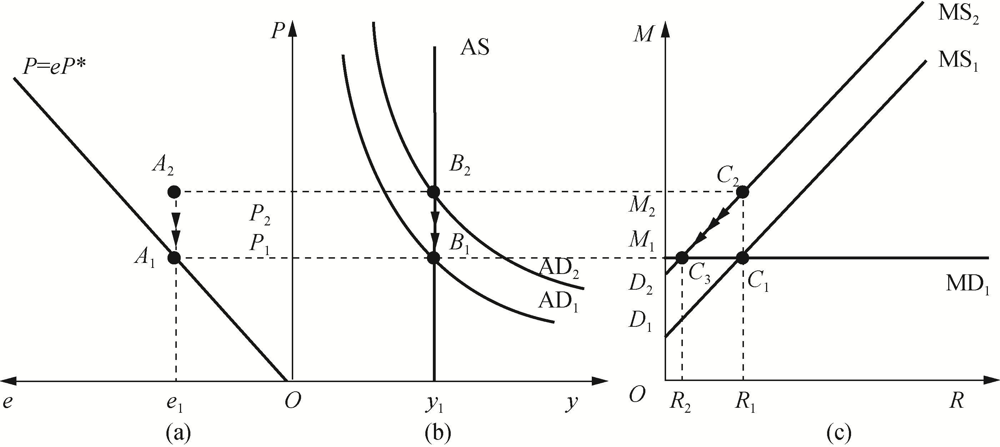 P=eP*
A₂
A₁
e
e₁
(a)
P
P₂
P₁
O
AS
B₂
B₁
AD₂
AD₁
y₁
y
(b)
M
M₂
M₁
D₂
D₁
O
MS₂
MS₁
C₂
C₃
C₁
MD₁
R₂
R₁
R
(c)